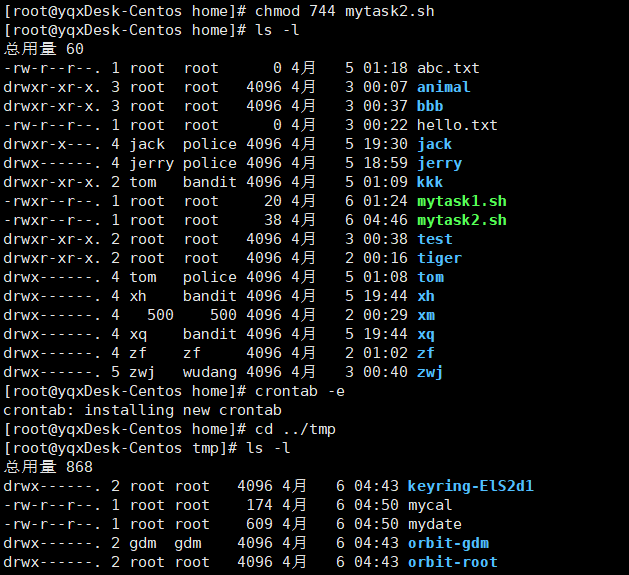 [root@yqxDesk-Centos home]# chmod 744 mytask2.sh
[root@yqxDesk-Centos home]# ls -l
总用量 60
-rw-r--r--. 1 root  root      0 4月   5 01:18 abc.txt
drwxr-xr-x. 3 root  root   4096 4月   3 00:07 animal
drwxr-xr-x. 3 root  root   4096 4月   3 00:37 bbb
-rw-r--r--. 1 root  root      0 4月   3 00:22 hello.txt
drwxr-x---. 4 jack  police 4096 4月   5 19:30 jack
drwx------. 4 jerry police 4096 4月   5 18:59 jerry
drwxr-xr-x. 2 tom   bandit 4096 4月   5 01:09 kkk
-rwxr--r--. 1 root  root     20 4月   6 01:24 mytask1.sh
-rwxr--r--. 1 root  root     38 4月   6 04:46 mytask2.sh
drwxr-xr-x. 2 root  root   4096 4月   3 00:38 test
drwxr-xr-x. 2 root  root   4096 4月   2 00:16 tiger
drwx------. 4 tom   police 4096 4月   5 01:08 tom
drwx------. 4 xh    bandit 4096 4月   5 19:44 xh
drwx------. 4   500    500 4096 4月   2 00:29 xm
drwx------. 4 xq    bandit 4096 4月   5 19:44 xq
drwx------. 4 zf    zf     4096 4月   2 01:02 zf
drwx------. 5 zwj   wudang 4096 4月   3 00:40 zwj
[root@yqxDesk-Centos home]# crontab -e
crontab: installing new crontab
[root@yqxDesk-Centos home]# cd ../tmp
[root@yqxDesk-Centos tmp]# ls -l
总用量 868
drwx------. 2 root root   4096 4月   6 04:43 keyring-ElS2d1
-rw-r--r--. 1 root root    174 4月   6 04:50 mycal
-rw-r--r--. 1 root root    609 4月   6 04:50 mydate
drwx------. 2 gdm  gdm    4096 4月   6 04:43 orbit-gdm
drwx------. 2 root root   4096 4月   6 04:43 orbit-root